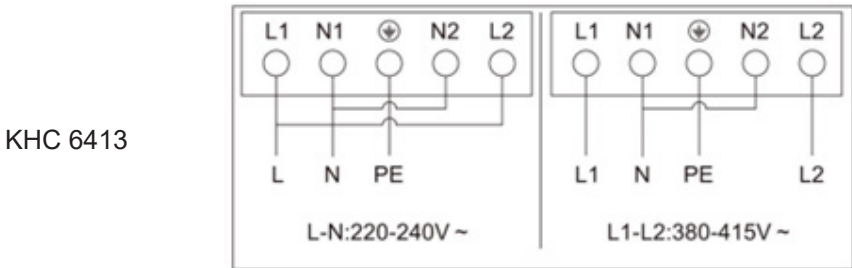 L1 N1 N2 L2 L1 N1 N2 L2
KHC 6413
L N PE L1 N PE L2
L-N:220-240V ~ L1-L2:380-415V ~